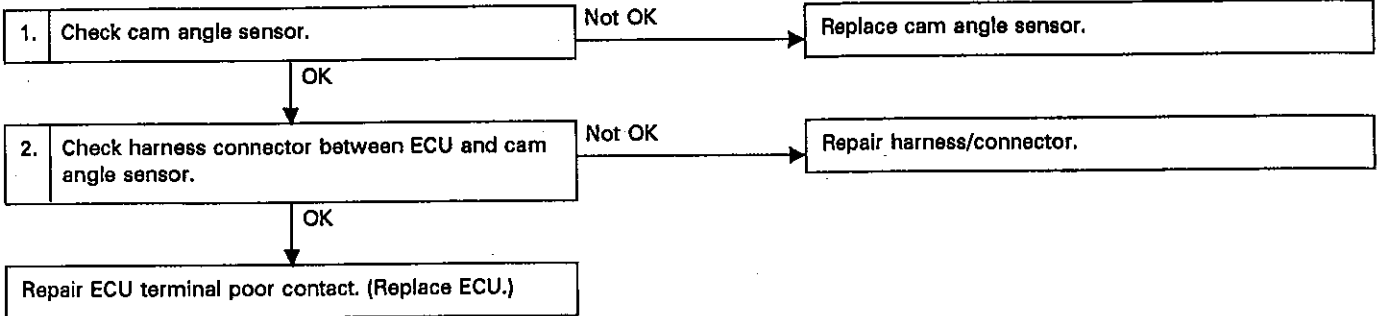 1. Check cam angle sensor.
Not OK
Replace cam angle sensor.
OK
2. Check harness connector between ECU and cam
angle sensor.
Not OK
Repair harness/connector.
OK
Repair ECU terminal poor contact. (Replace ECU.)